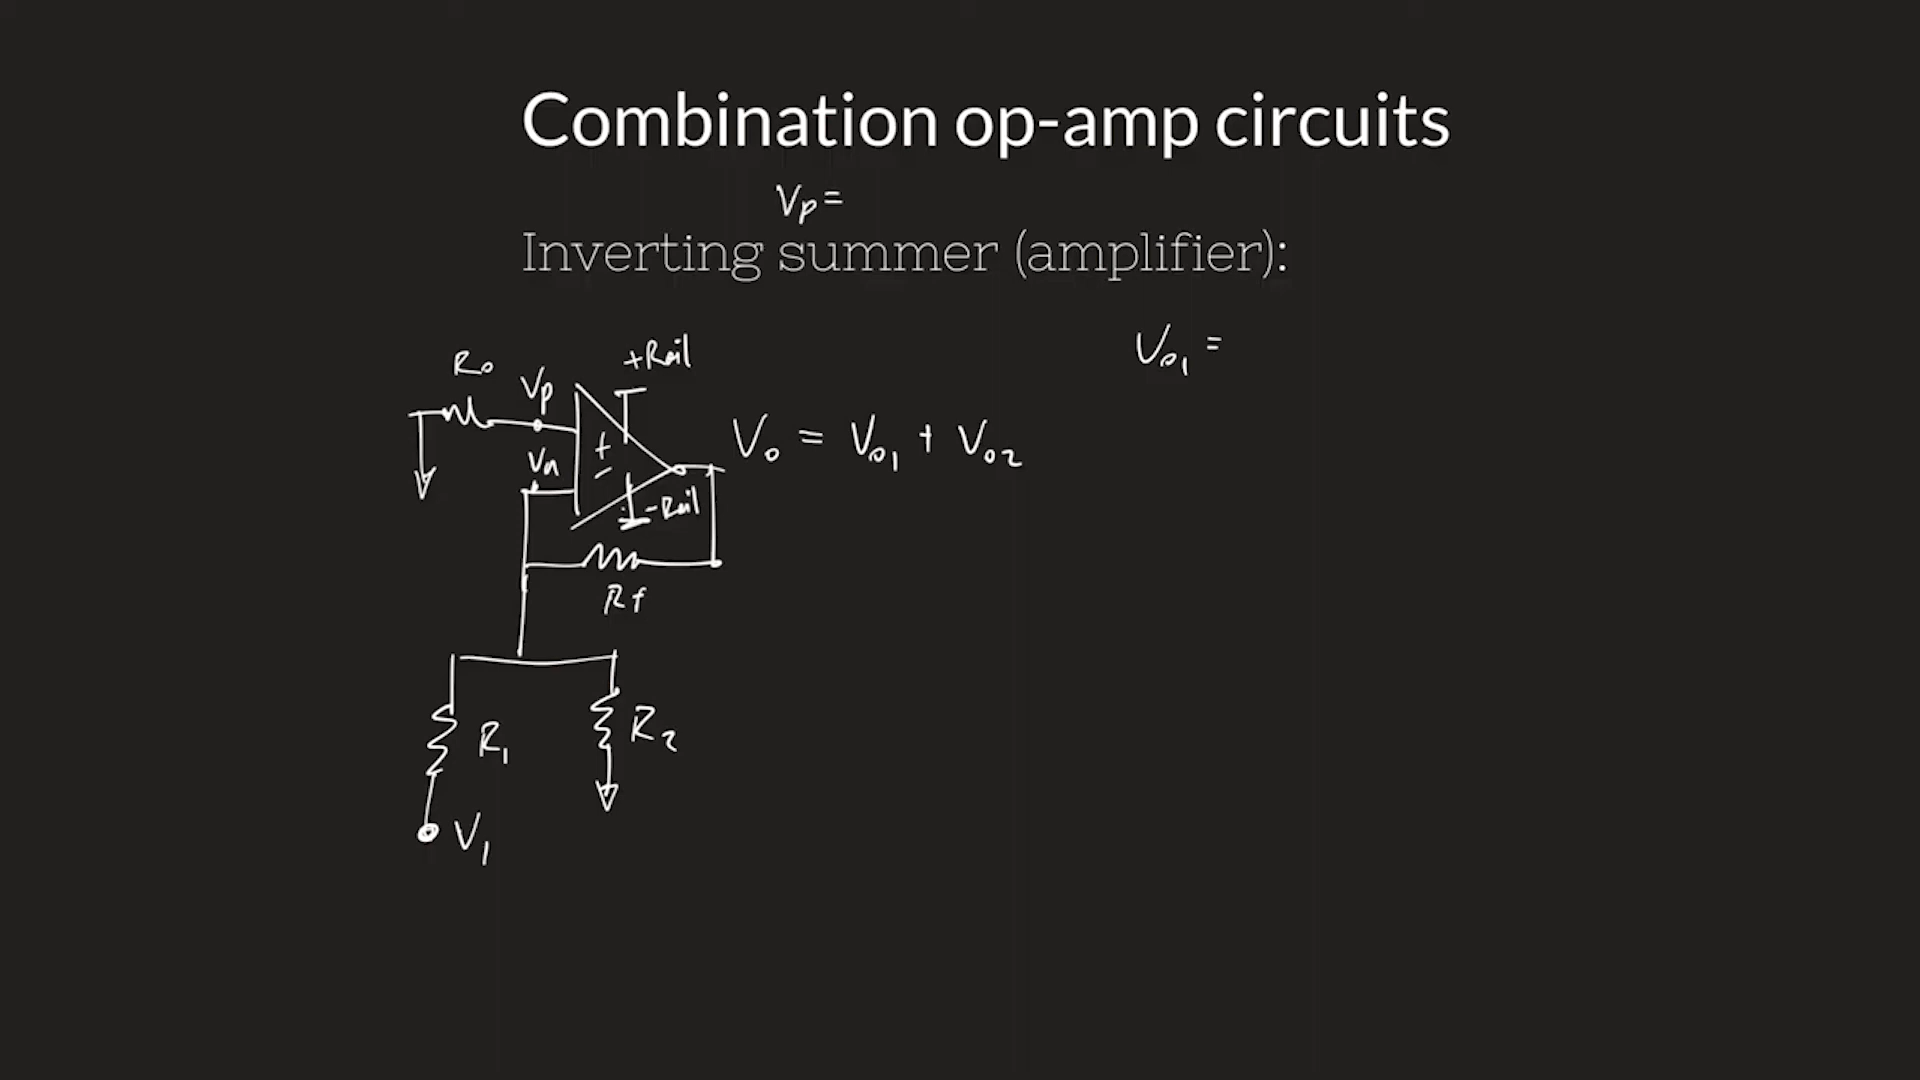 Combination op-amp circuits
Vp =
Inverting summer (amplifier):
Vo1 =
+Rail
Ro
Vp
Vo = Vo1 + Vo2
+
Vn
-
-Rail
Rf
R1
R2
V1